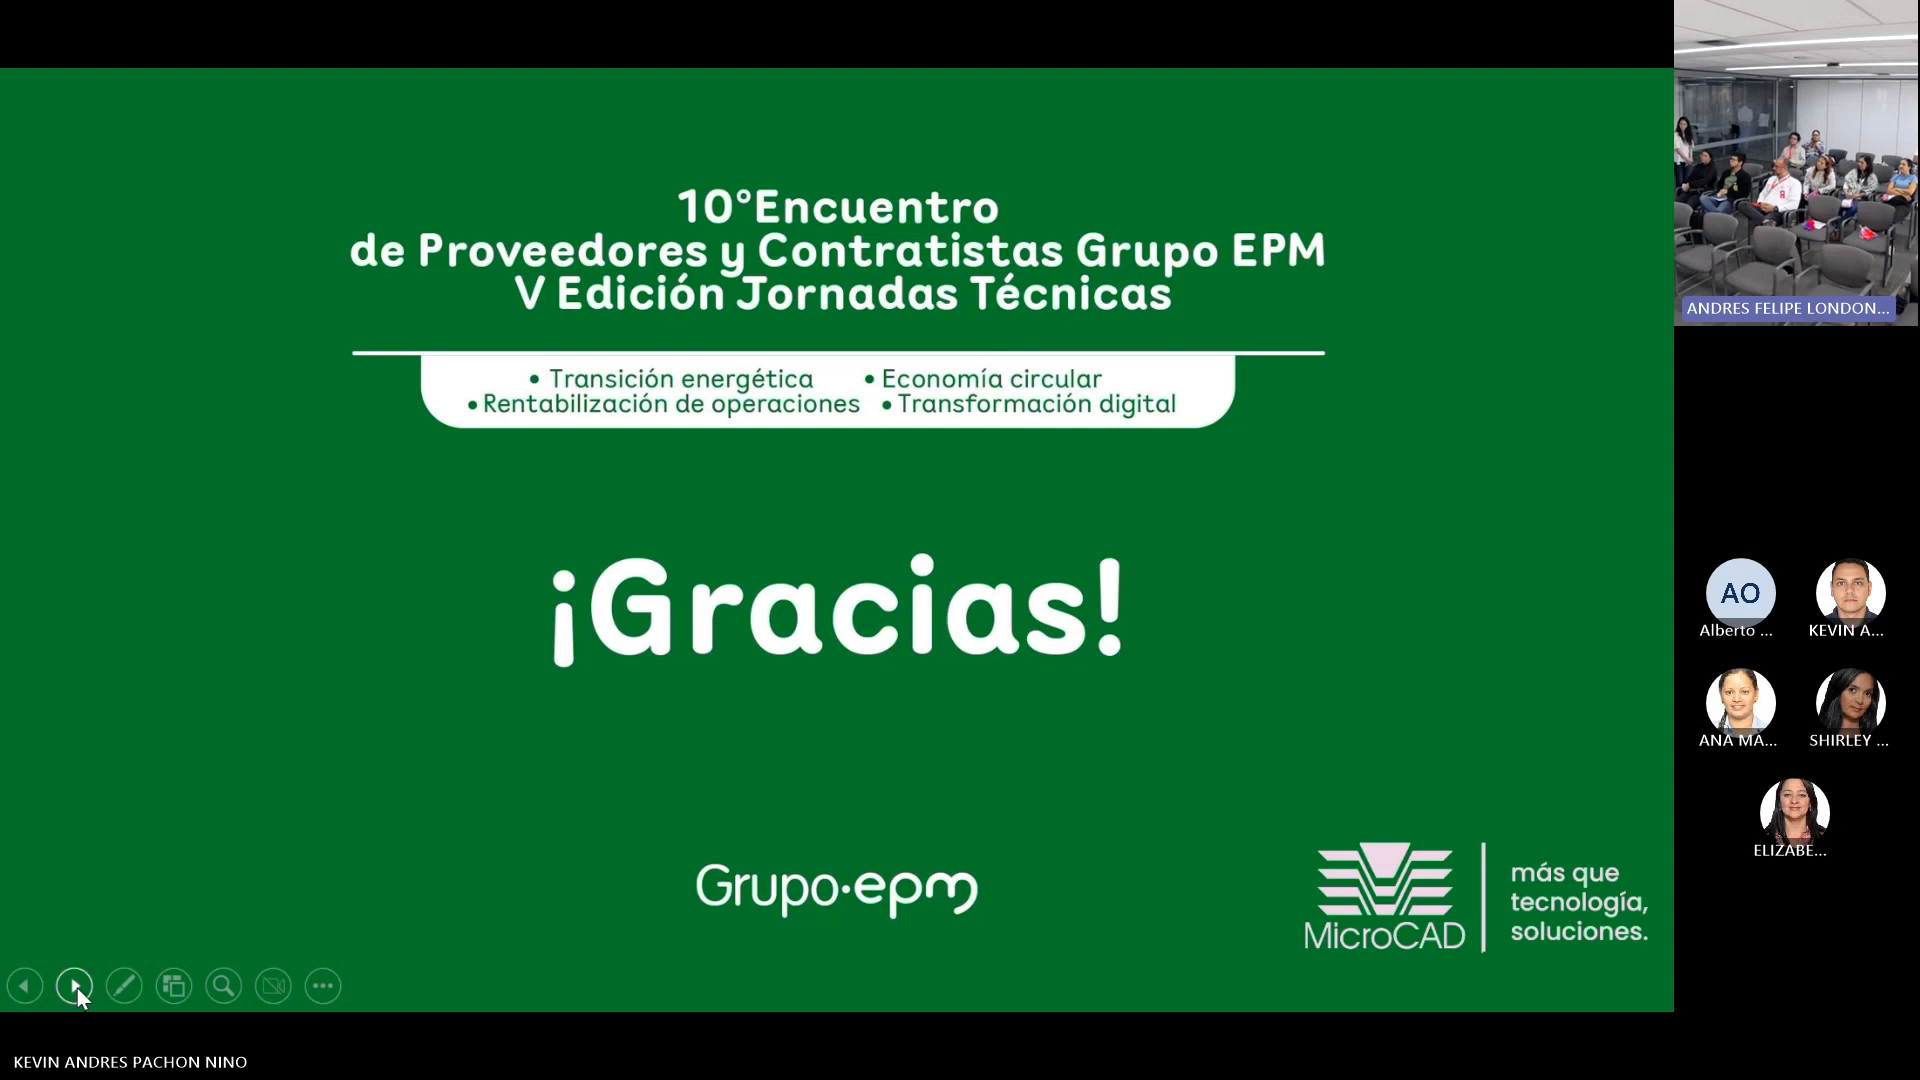 10°Encuentro
de Proveedores y Contratistas Grupo EPM
V Edición Jornadas Técnicas
• Transición energética • Economía circular
• Rentabilización de operaciones • Transformación digital
¡Gracias!
Grupo·epm
MicroCAD
más que
tecnología,
soluciones.
ANDRES FELIPE LONDON...
AO
Alberto ...
KEVIN A...
ANA MA...
SHIRLEY ...
ELIZABE...
KEVIN ANDRES PACHON NINO